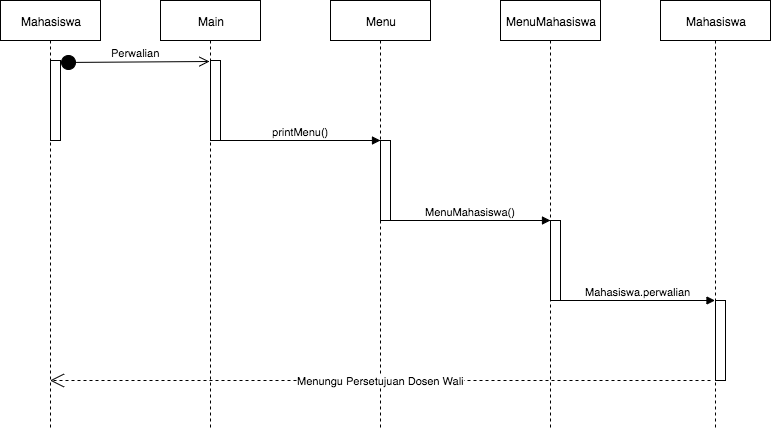 Mahasiswa
Main
Menu
MenuMahasiswa
Mahasiswa
Perwalian
printMenu()
MenuMahasiswa()
Mahasiswa.perwalian
Menungu Persetujuan Dosen Wali